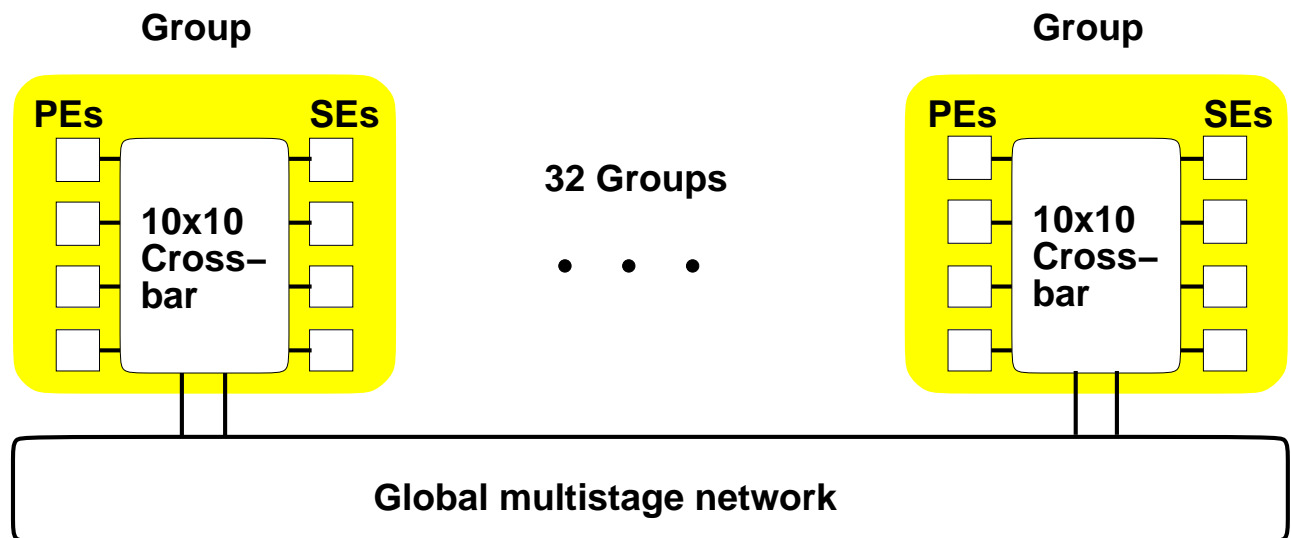 Group
Group
PEs
SEs
10x10
Cross–
bar
32 Groups
PEs
SEs
10x10
Cross–
bar
Global multistage network